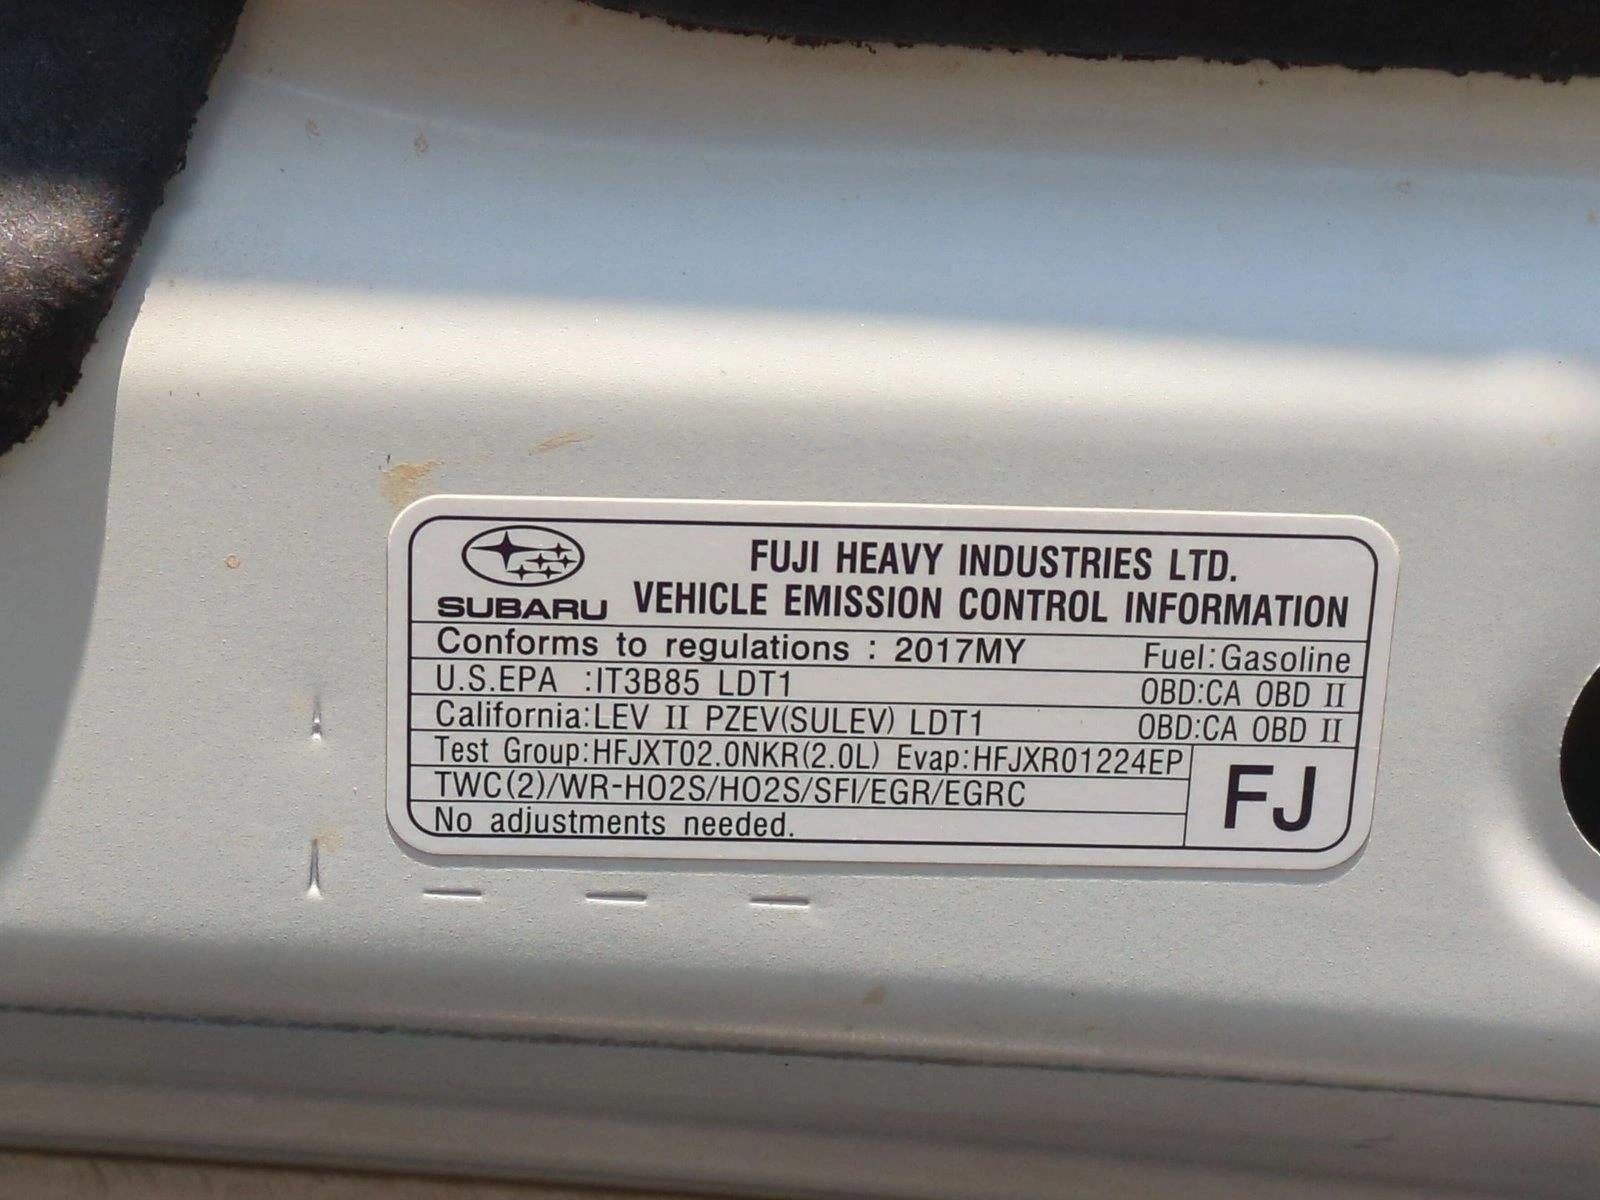 FUJI HEAVY INDUSTRIES LTD.
SUBARU VEHICLE EMISSION CONTROL INFORMATION
Conforms to regulations : 2017MY Fuel:Gasoline
U.S.EPA :IT3B85 LDT1 OBD:CA OBD II
California:LEV II PZEV(SULEV) LDT1 OBD:CA OBD II
Test Group:HFJXT02.0NKR(2.0L) Evap:HFJXR01224EP
TWC(2)/WR-HO2S/HO2S/SFI/EGR/EGRC
FJ
No adjustments needed.